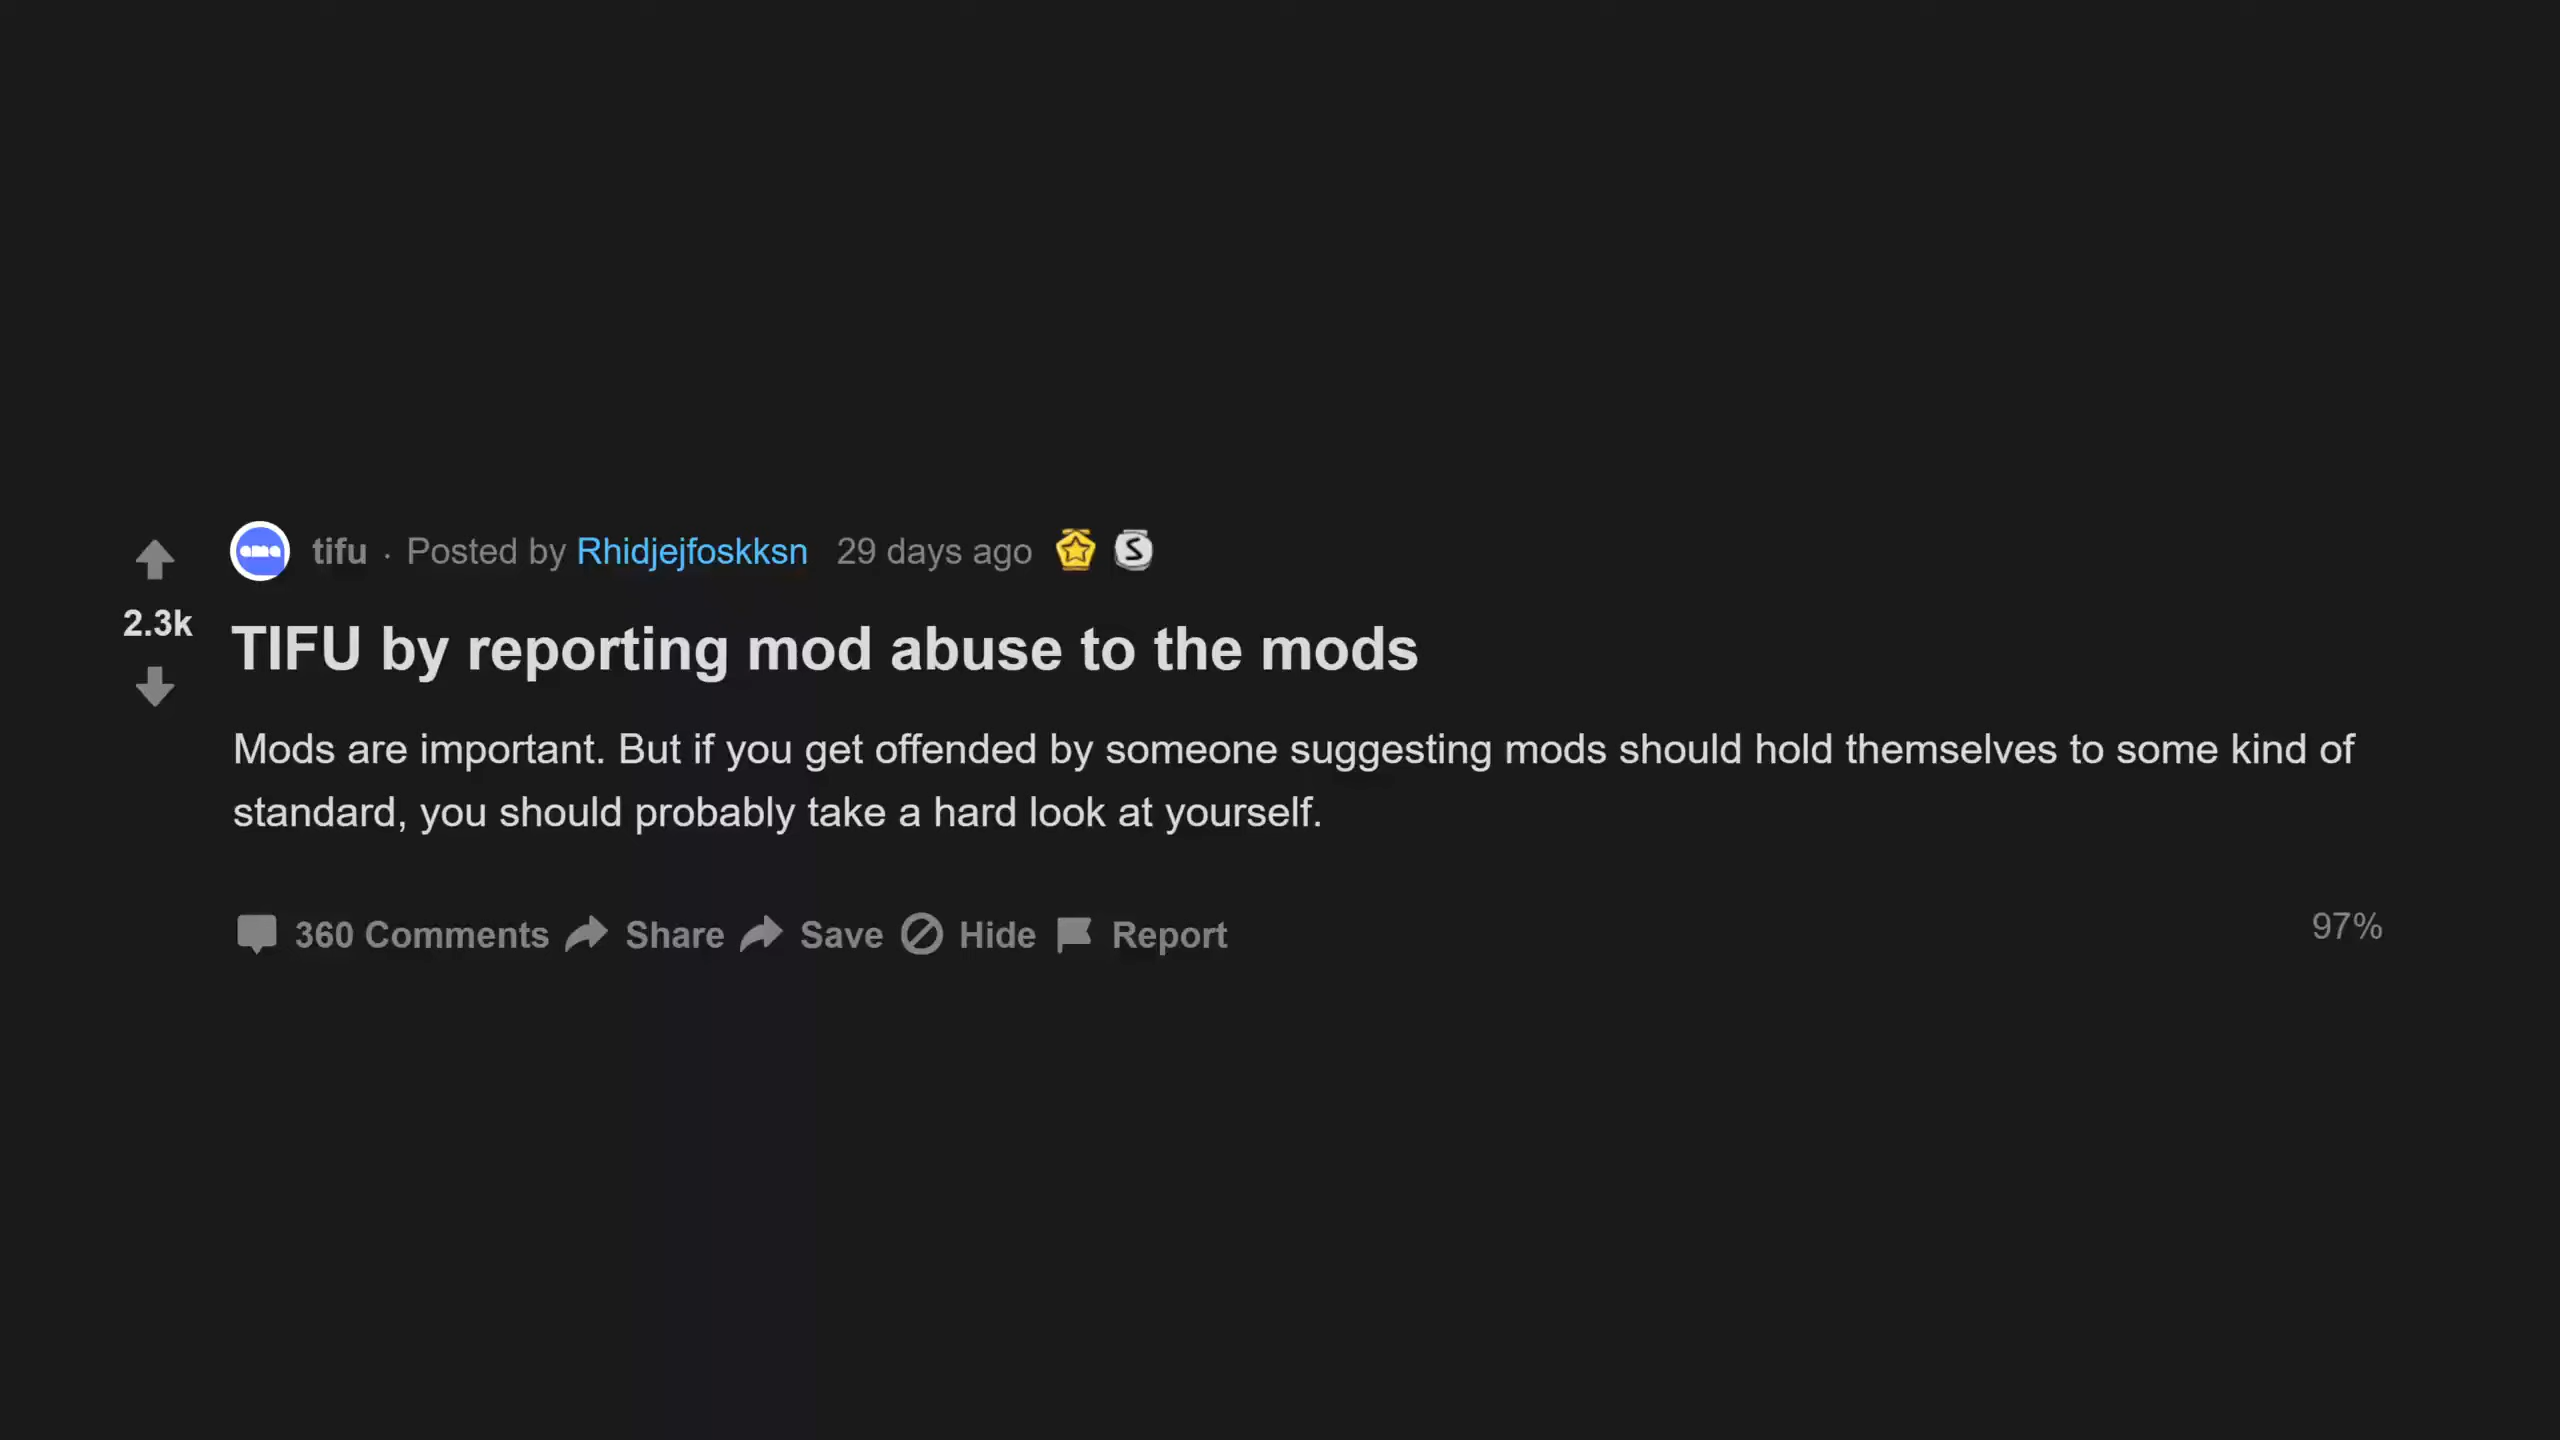 tifu · Posted by Rhidjejfoskksn 29 days ago
2.3k
TIFU by reporting mod abuse to the mods
Mods are important. But if you get offended by someone suggesting mods should hold themselves to some kind of
standard, you should probably take a hard look at yourself.
360 Comments Share Save Hide Report
97%